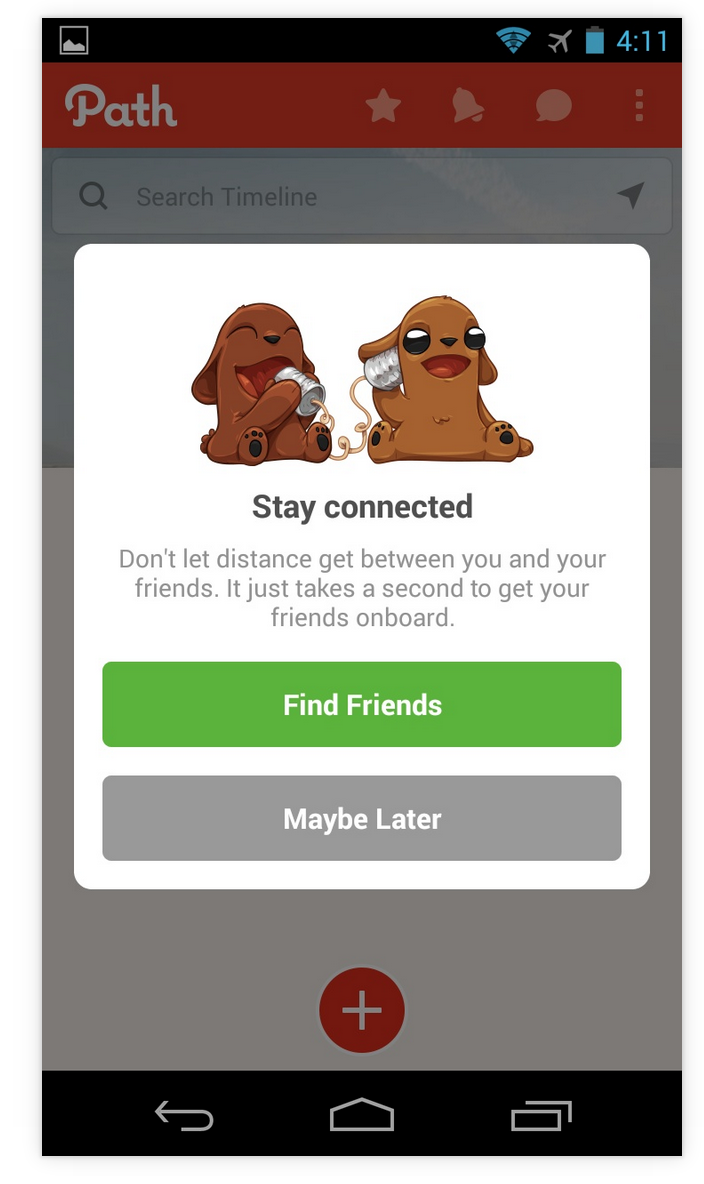 4:11
Path
Search Timeline
Stay connected
Don't let distance get between you and your
friends. It just takes a second to get your
friends onboard.
Find Friends
Maybe Later